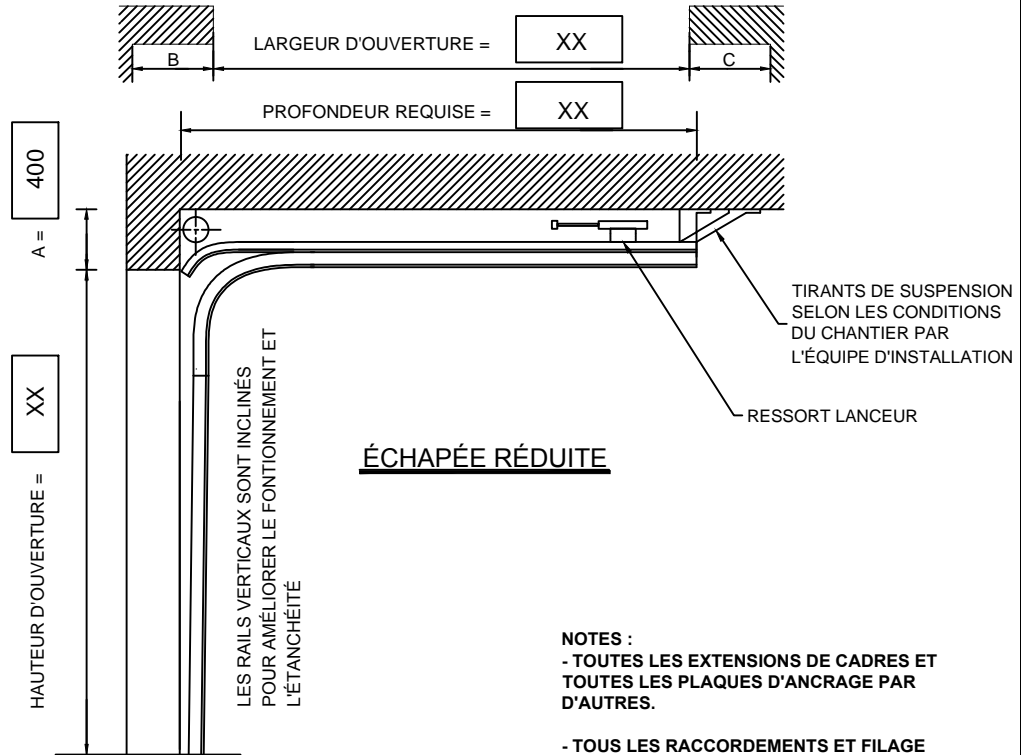 LARGEUR D'OUVERTURE =
XX
B
C
PROFONDEUR REQUISE =
XX
A =
400
TIRANTS DE SUSPENSION
SELON LES CONDITIONS
DU CHANTIER PAR
L'ÉQUIPE D'INSTALLATION
RESSORT LANCEUR
HAUTEUR D'OUVERTURE =
XX
LES RAILS VERTICAUX SONT INCLINÉS
POUR AMÉLIORER LE FONTIONNEMENT ET
L'ÉTANCHÉITÉ
ÉCHAPÉE RÉDUITE
NOTES :
- TOUTES LES EXTENSIONS DE CADRES ET
TOUTES LES PLAQUES D'ANCRAGE PAR
D'AUTRES.
- TOUS LES RACCORDEMENTS ET FILAGE